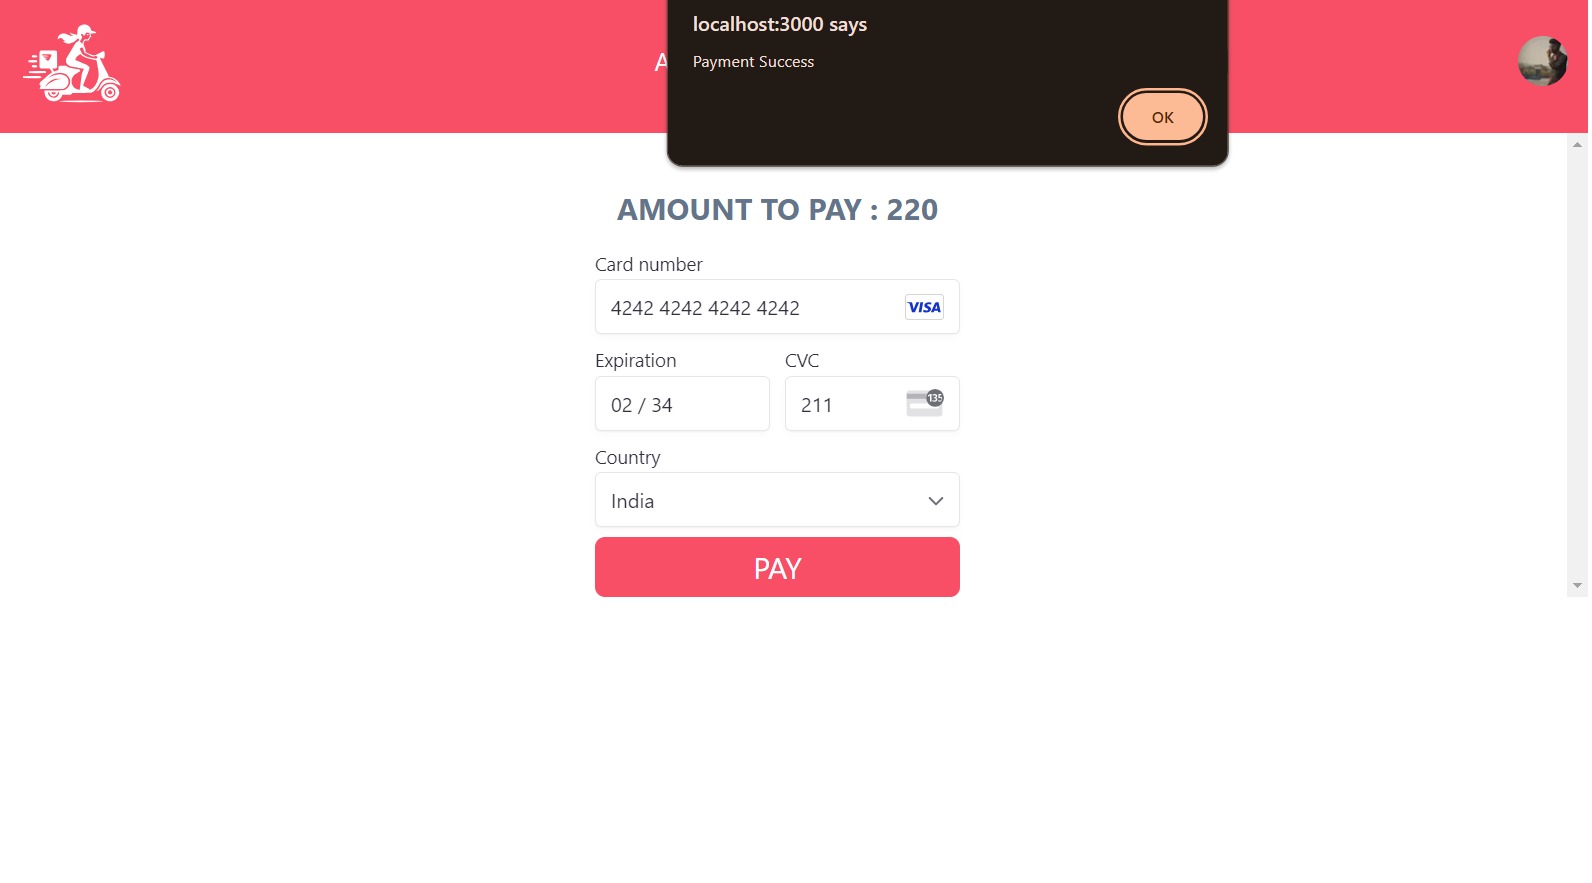 localhost:3000 says
Payment Success
OK
A
AMOUNT TO PAY : 220
Card number
4242 4242 4242 4242
VISA
Expiration
CVC
02 / 34
211
135
Country
India
PAY